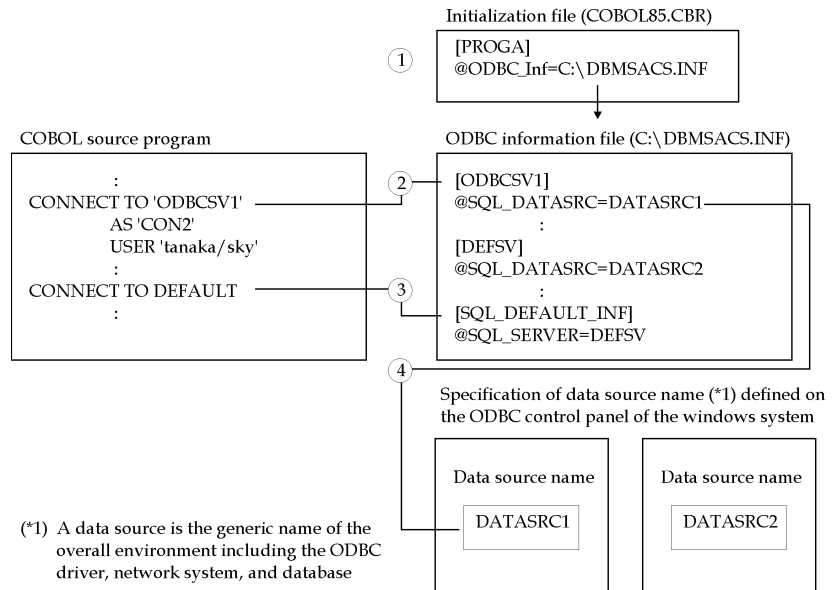 Initialization file (COBOL85.CBR)
1
[PROGA]
@ODBC_Inf=C:\DBMSACS.INF
COBOL source program
:
CONNECT TO 'ODBCSV1'
AS 'CON2'
USER 'tanaka/sky'
:
CONNECT TO DEFAULT
:
ODBC information file (C:\DBMSACS.INF)
2
[ODBCSV1]
@SQL_DATASRC=DATASRC1
:
[DEFSV]
@SQL_DATASRC=DATASRC2
:
3
[SQL_DEFAULT_INF]
@SQL_SERVER=DEFSV
4
Specification of data source name (*1) defined on
the ODBC control panel of the windows system
Data source name
DATASRC1
Data source name
DATASRC2
(*1) A data source is the generic name of the
overall environment including the ODBC
driver, network system, and database